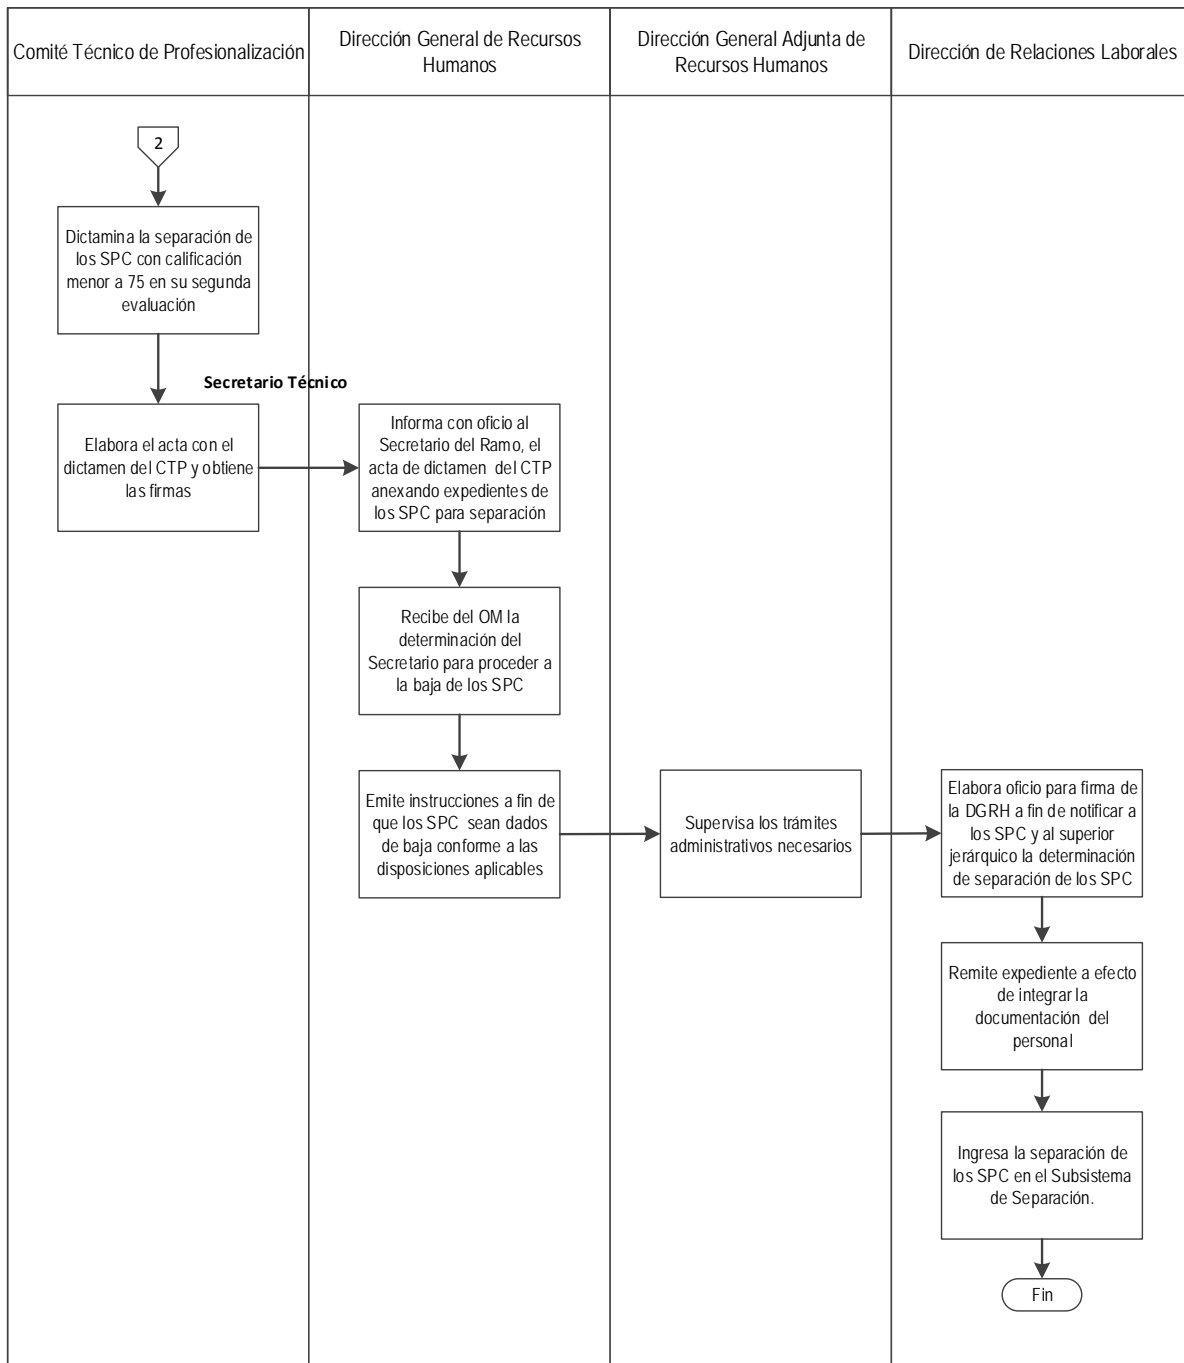 Comité Técnico de Profesionalización
Dirección General de Recursos
Humanos
Dirección General Adjunta de
Recursos Humanos
Dirección de Relaciones Laborales
2
Dictamina la separación de
los SPC con calificación
menor a 75 en su segunda
evaluación
Secretario Técnico
Elabora el acta con el
dictamen del CTP y obtiene
las firmas
Informa con oficio al
Secretario del Ramo, el
acta de dictamen del CTP
anexando expedientes de
los SPC para separación
Recibe del OM la
determinación del
Secretario para proceder a
la baja de los SPC
Emite instrucciones a fin de
que los SPC sean dados
de baja conforme a las
disposiciones aplicables
Supervisa los trámites
administrativos necesarios
Elabora oficio para firma de
la DGRH a fin de notificar a
los SPC y al superior
jerárquico la determinación
de separación de los SPC
Remite expediente a efecto
de integrar la
documentación del
personal
Ingresa la separación de
los SPC en el Subsistema
de Separación.
Fin